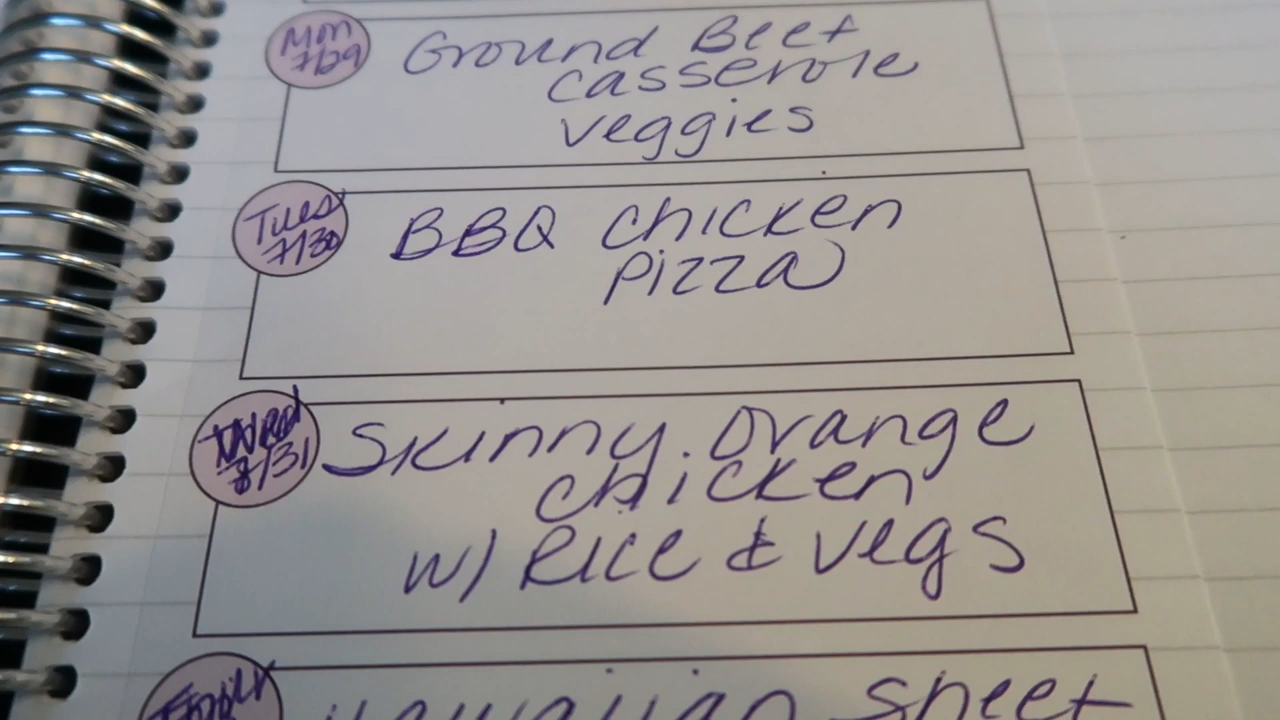 Mon
7/29
Ground Beef
casserole
veggies
Tues
7/30
BBQ chicken
pizza
Wed
7/31
Skinny Orange
chicken
w/ Rice & vegs
Hawaiian sheet